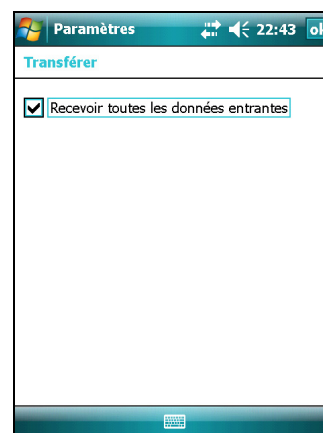 Paramètres 22:43 ok
Transférer
Recevoir toutes les données entrantes